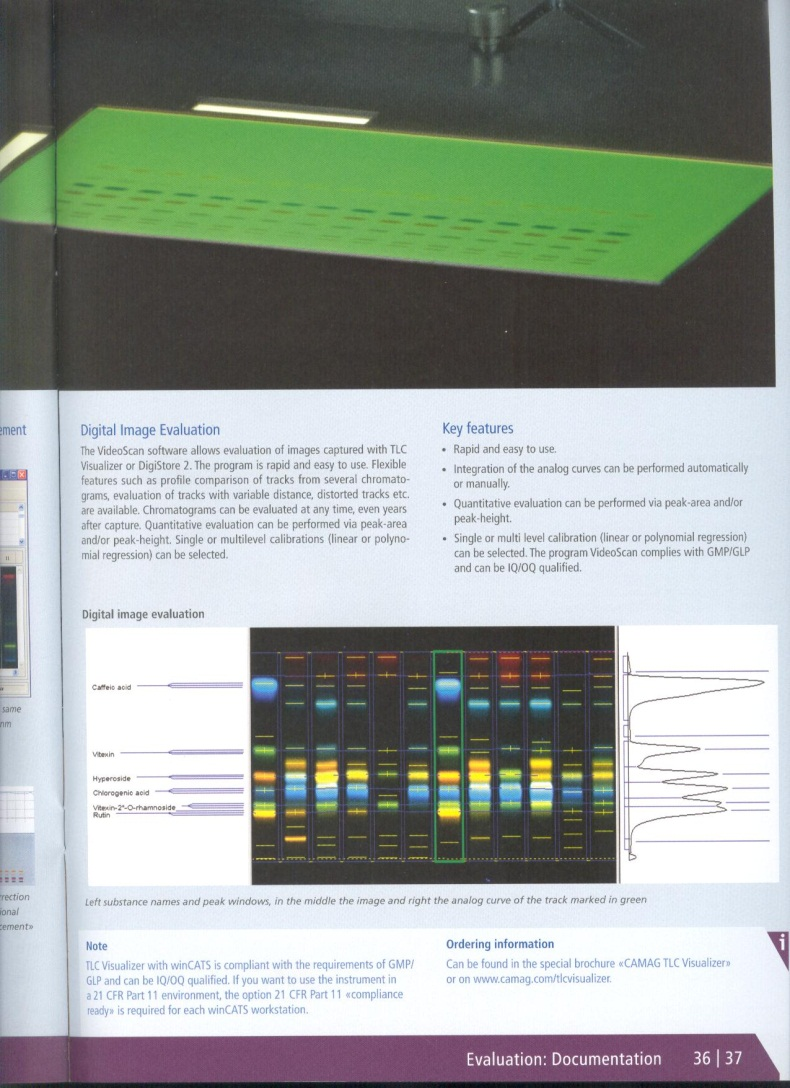 ement
same
nm
rection
ional
cement»
Digital Image Evaluation
The VideoScan software allows evaluation of images captured with TLC
Visualizer or DigiStore 2. The program is rapid and easy to use. Flexible
features such as profile comparison of tracks from several chromato-
grams, evaluation of tracks with variable distance, distorted tracks etc.
are available. Chromatograms can be evaluated at any time, even years
after capture. Quantitative evaluation can be performed via peak-area
and/or peak-height. Single or multilevel calibrations (linear or polyno-
mial regression) can be selected.
Key features
• Rapid and easy to use.
• Integration of the analog curves can be performed automatically
or manually.
• Quantitative evaluation can be performed via peak-area and/or
peak-height.
• Single or multi level calibration (linear or polynomial regression)
can be selected. The program VideoScan complies with GMP/GLP
and can be IQ/OQ qualified.
Digital image evaluation
Caffeic acid
Vitexin
Hyperoside
Chlorogenic acid
Vitexin-2"-O-rhamnoside
Rutin
Left substance names and peak windows, in the middle the image and right the analog curve of the track marked in green
Note
TLC Visualizer with winCATS is compliant with the requirements of GMP/
GLP and can be IQ/OQ qualified. If you want to use the instrument in
a 21 CFR Part 11 environment, the option 21 CFR Part 11 «compliance
ready» is required for each winCATS workstation.
Ordering information
Can be found in the special brochure «CAMAG TLC Visualizer»
or on www.camag.com/tlcvisualizer.
i
Evaluation: Documentation 36 | 37